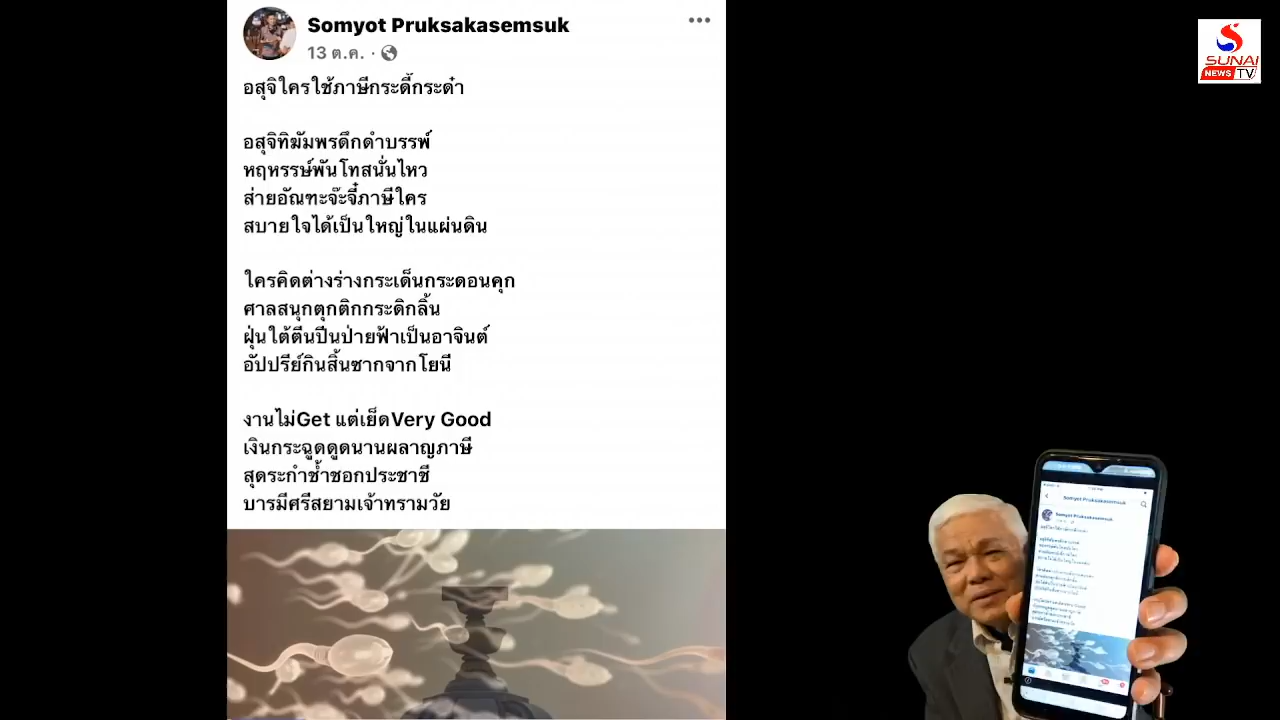 Somyot Pruksakasemsuk
13 ต.ค.
อสุจิใครใช้ภาษีกระดี้กระด๋า
อสุจิทิฆัมพรดึกดำบรรพ์
หฤหรรษ์พันโทสนั่นไหว
ส่ายอัณฑะจ๊ะจี๋ภาษีใคร
สบายใจได้เป็นใหญ่ในแผ่นดิน
ใครคิดต่างร่างกระเด็นกระดอนคุก
ศาลสนุกตุกติกกระดิกลิ้น
ฝุ่นใต้ตีนปีนป่ายฟ้าเป็นอาจินต์
อัปปรีย์กินสิ้นซากจากโยนี
งานไม่Get แต่เย็ดVery Good
เงินกระฉูดดูดนานผลาญภาษี
สุดระกำช้ำชอกประชาชี
บารมีศรีสยามเจ้าทรามวัย
SUNAI
NEWS TV
Somyot Pruksakasemsuk
Somyot Pruksakasemsuk